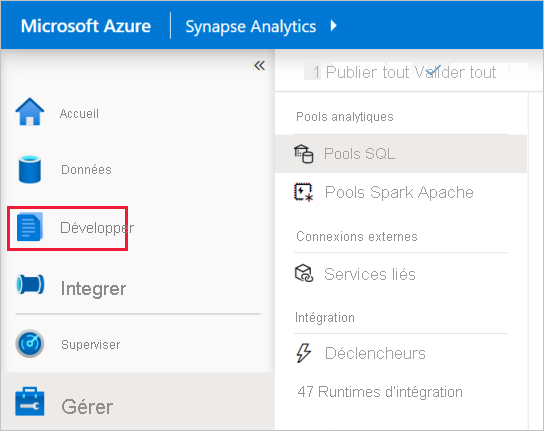 Microsoft Azure Synapse Analytics
«
1 Publier tout Valider tout
Accueil
Données
Développer
Integrer
Superviser
Gérer
Pools analytiques
Pools SQL
Pools Spark Apache
Connexions externes
Services liés
Intégration
Déclencheurs
47 Runtimes d'intégration